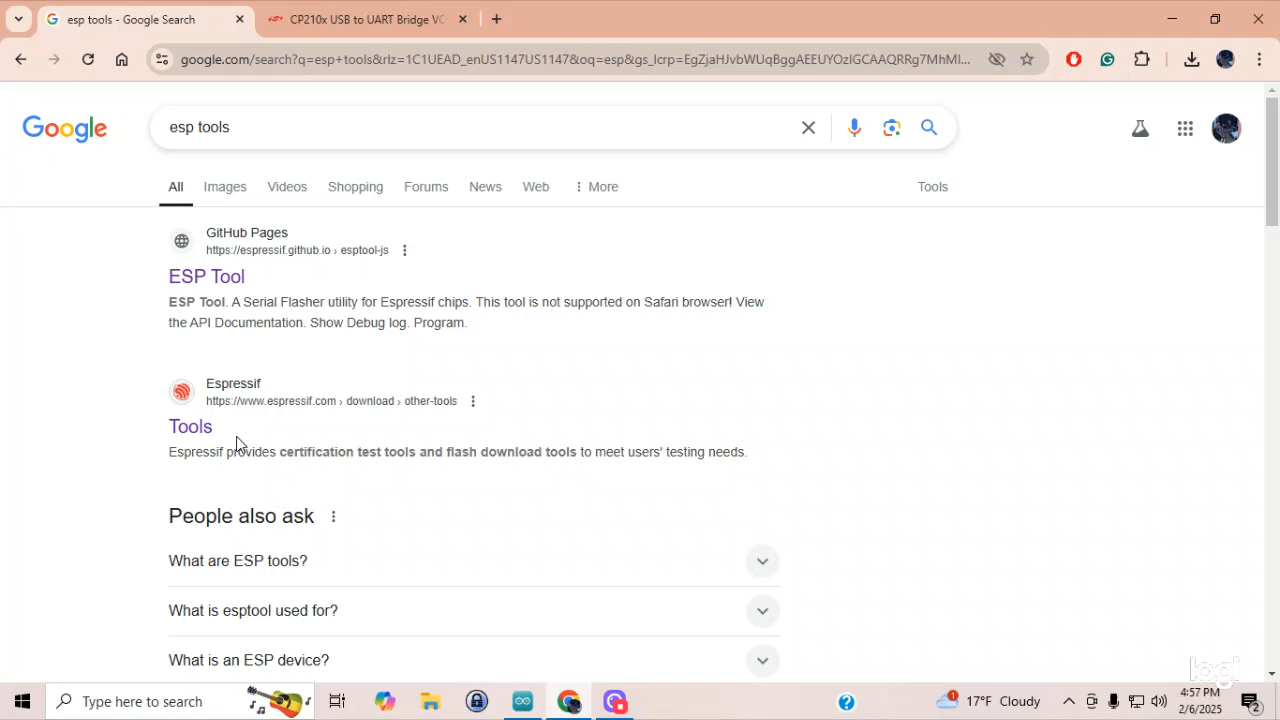 esp tools - Google Search
CP210x USB to UART Bridge VC
google.com/search?q=esp+tools&rlz=1C1UEAD_enUS1147US1147&oq=esp&gs_lcrp=EgZjaHJvbWUqBggAEEUYOzIGCAAQRRg7MhMI...
Google
esp tools
All Images Videos Shopping Forums News Web More Tools
GitHub Pages
https://espressif.github.io › esptool-js
ESP Tool
ESP Tool. A Serial Flasher utility for Espressif chips. This tool is not supported on Safari browser! View
the API Documentation. Show Debug log. Program.
Espressif
https://www.espressif.com › download › other-tools
Tools
Espressif provides certification test tools and flash download tools to meet users' testing needs.
People also ask
What are ESP tools?
What is esptool used for?
What is an ESP device?
Type here to search
17°F Cloudy
4:57 PM
2/6/2025
2